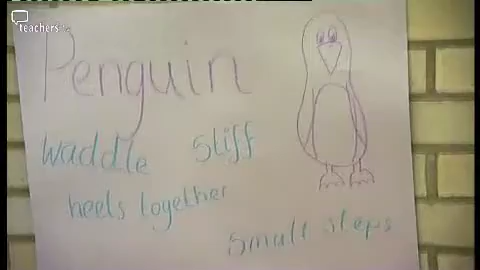 teachers
Penguin
waddle stiff
heels together
small steps